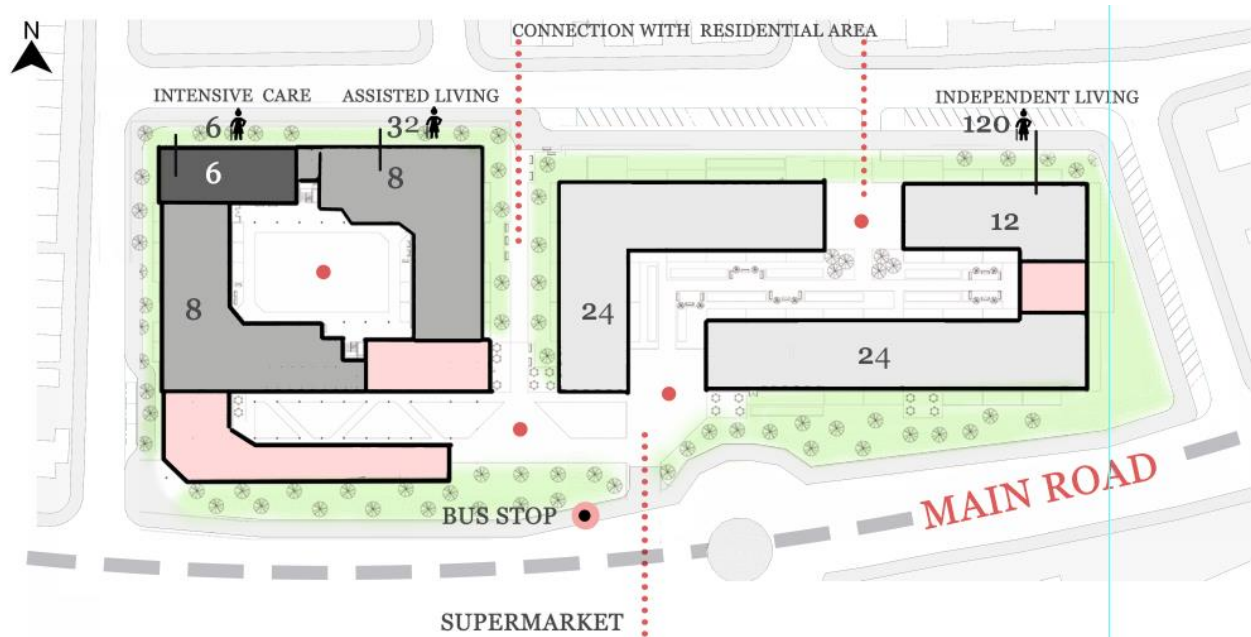 N
CONNECTION WITH RESIDENTIAL AREA
INTENSIVE CARE
ASSISTED LIVING
INDEPENDENT LIVING
6
32
120
6
8
12
8
24
24
BUS STOP
MAIN ROAD
SUPERMARKET